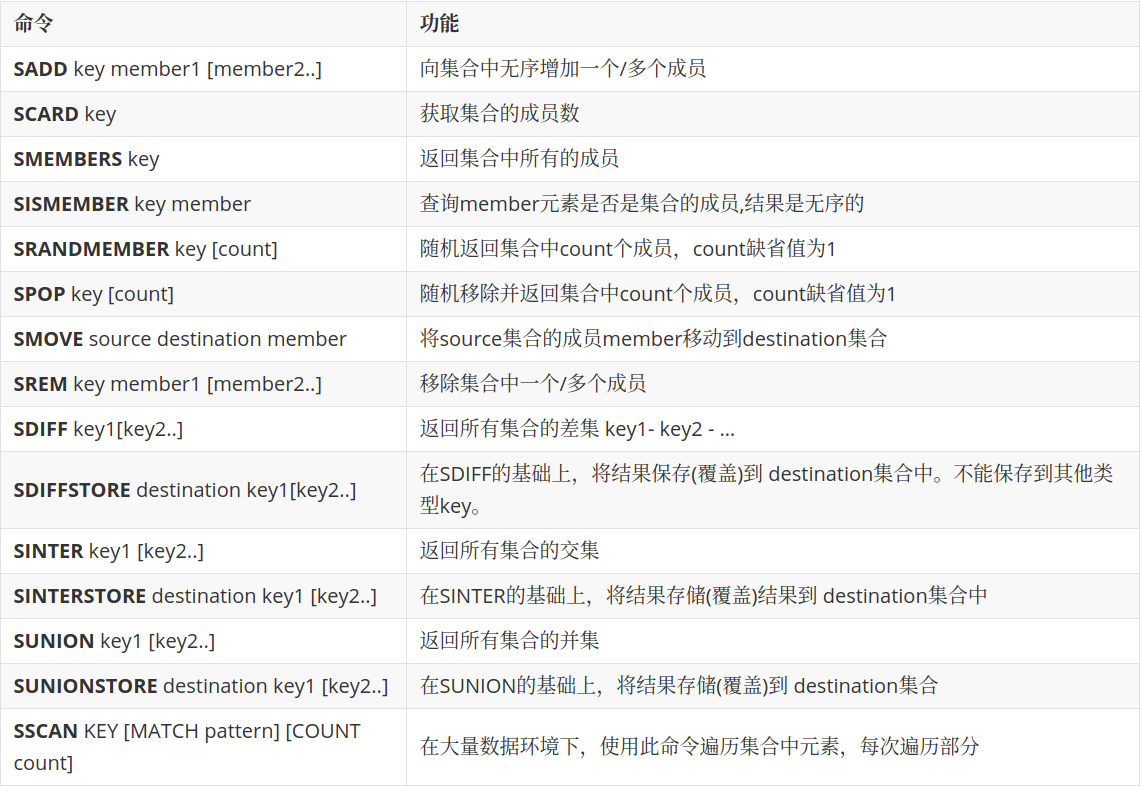 命令 功能
SADD key member1 [member2..] 向集合中无序增加一个/多个成员
SCARD key 获取集合的成员数
SMEMBERS key 返回集合中所有的成员
SISMEMBER key member 查询member元素是否是集合的成员,结果是无序的
SRANDMEMBER key [count] 随机返回集合中count个成员，count缺省值为1
SPOP key [count] 随机移除并返回集合中count个成员，count缺省值为1
SMOVE source destination member 将source集合的成员member移动到destination集合
SREM key member1 [member2..] 移除集合中一个/多个成员
SDIFF key1[key2..] 返回所有集合的差集 key1- key2 - ...
SDIFFSTORE destination key1[key2..] 在SDIFF的基础上，将结果保存(覆盖)到 destination集合中。不能保存到其他类
型key。
SINTER key1 [key2..] 返回所有集合的交集
SINTERSTORE destination key1 [key2..] 在SINTER的基础上，将结果存储(覆盖)结果到 destination集合中
SUNION key1 [key2..] 返回所有集合的并集
SUNIONSTORE destination key1 [key2..] 在SUNION的基础上，将结果存储(覆盖)到 destination集合
SSCAN KEY [MATCH pattern] [COUNT
count] 在大量数据环境下，使用此命令遍历集合中元素，每次遍历部分